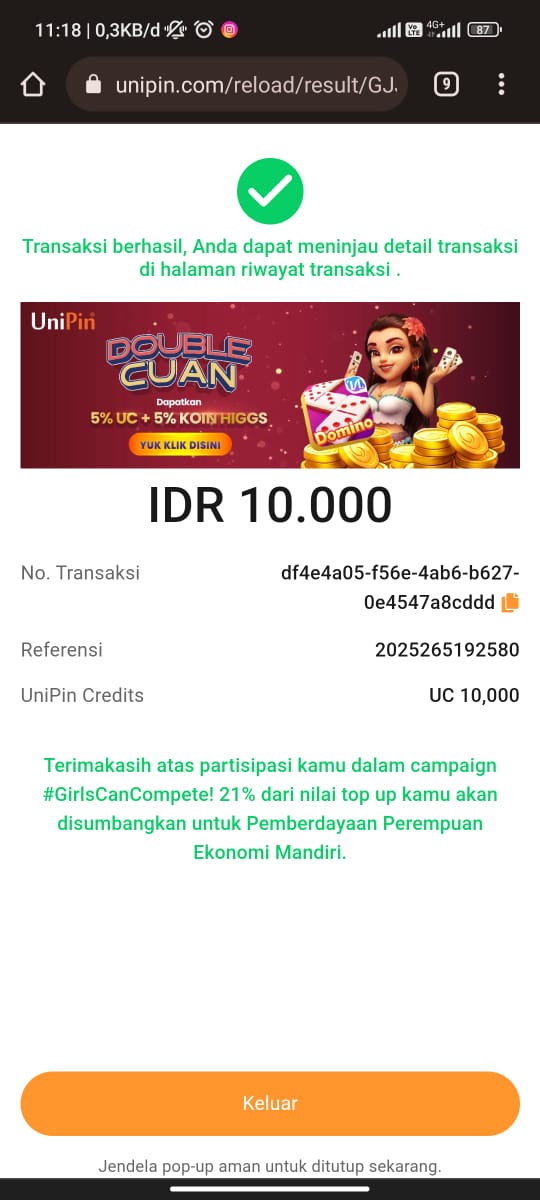 11:18 | 0,3KB/d
Vo LTE
4G+
87
unipin.com/reload/result/GJ
9
Transaksi berhasil, Anda dapat meninjau detail transaksi
di halaman riwayat transaksi .
UniPin
DOUBLE
CUAN
Dapatkan
5% UC + 5% KOIN HIGGS
YUK KLIK DISINI
Domino
IDR 10.000
No. Transaksi df4e4a05-f56e-4ab6-b627-
0e4547a8cddd
Referensi 2025265192580
UniPin Credits UC 10,000
Terimakasih atas partisipasi kamu dalam campaign
#GirlsCanCompete! 21% dari nilai top up kamu akan
disumbangkan untuk Pemberdayaan Perempuan
Ekonomi Mandiri.
Keluar
Jendela pop-up aman untuk ditutup sekarang.